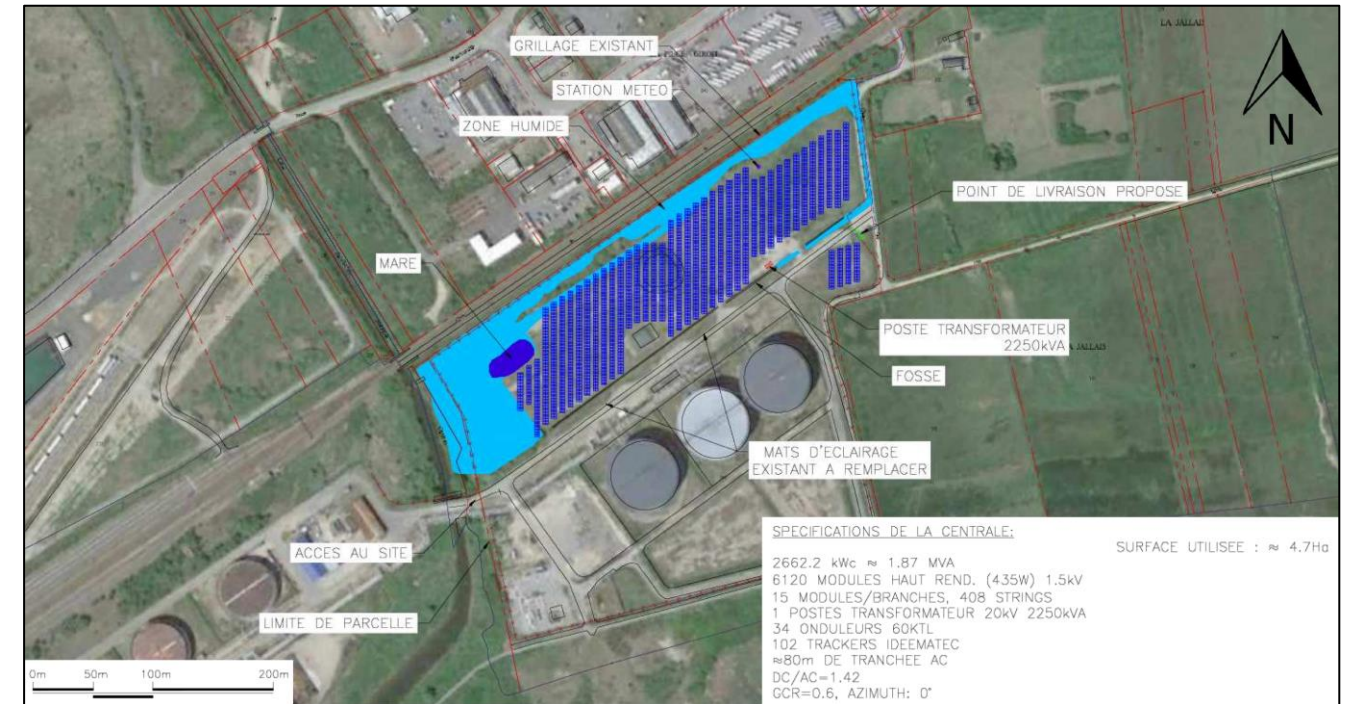 LA JALLAIS
GRILLAGE EXISTANT
STATION METEO
ZONE HUMIDE
N
POINT DE LIVRAISON PROPOSE
MARE
POSTE TRANSFORMATEUR
2250kVA
JALLAIS
FOSSE
MATS D'ECLAIRAGE
EXISTANT A REMPLACER
ACCES AU SITE
LIMITE DE PARCELLE
SPECIFICATIONS DE LA CENTRALE:
SURFACE UTILISEE : ≈ 4.7Ha
2662.2 kWc ≈ 1.87 MVA
6120 MODULES HAUT REND. (435W) 1.5kV
15 MODULES/BRANCHES, 408 STRINGS
1 POSTES TRANSFORMATEUR 20kV 2250kVA
34 ONDULEURS 60KTL
102 TRACKERS IDEEMATEC
≈80m DE TRANCHEE AC
DC/AC=1.42
GCR=0.6, AZIMUTH: 0°
0m 50m 100m 200m